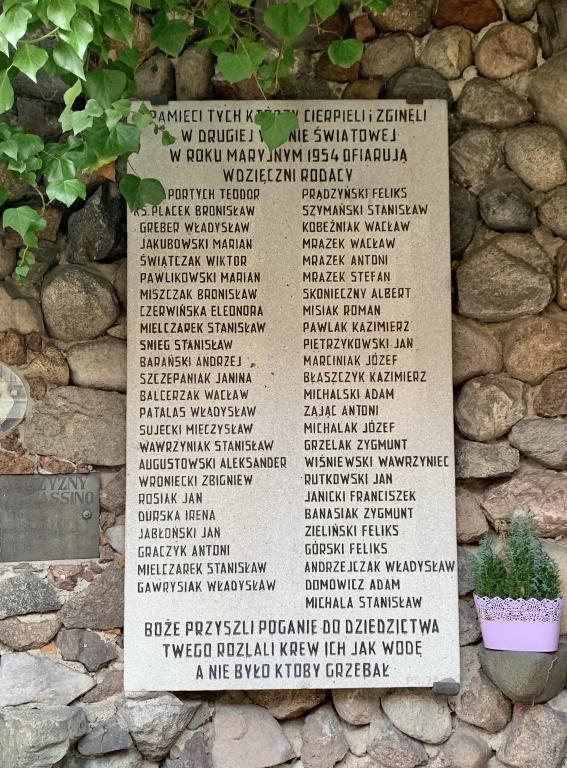 PAMIĘCI TYCH KTÓRZY CIERPIELI i ZGINĘLI
W DRUGIEJ WOJNIE ŚWIATOWEJ
W ROKU MARYJNYM 1954 OFIARUJĄ
WDZIĘCZNI RODACY
PORTYCH TEODOR
KS. PLACEK BRONISŁAW
GREBER WŁADYSŁAW
JAKUBOWSKI MARIAN
ŚWIĄTCZAK WIKTOR
PAWLIKOWSKI MARIAN
MISZCZAK BRONISŁAW
CZERWIŃSKA ELEONORA
MIELCZAREK STANISŁAW
SNIEG STANISŁAW
BARAŃSKI ANDRZEJ
SZCZEPANIAK JANINA
BALCERZAK WACŁAW
PATALAS WŁADYSŁAW
SUJECKI MIECZYSŁAW
WAWRZYNIAK STANISŁAW
AUGUSTOWSKI ALEKSANDER
WRONIECKI ZBIGNIEW
ROSIAK JAN
DURSKA IRENA
JABŁOŃSKI JAN
GRACZYK ANTONI
MIELCZAREK STANISŁAW
GAWRYSIAK WŁADYSŁAW
PRĄDZYŃSKI FELIKS
SZYMAŃSKI STANISŁAW
KOBEŹNIAK WACŁAW
MRAZEK WACŁAW
MRAZEK ANTONI
MRAZEK STEFAN
SKONIECZNY ALBERT
MISIAK ROMAN
PAWLAK KAZIMIERZ
PIETRZYKOWSKI JAN
MARCINIAK JÓZEF
BŁASZCZYK KAZIMIERZ
MICHALSKI ADAM
ZAJĄC ANTONI
MICHALAK JÓZEF
GRZELAK ZYGMUNT
WIŚNIEWSKI WAWRZYNIEC
RUTKOWSKI JAN
JANICKI FRANCISZEK
BANASIAK ZYGMUNT
ZIELIŃSKI FELIKS
GÓRSKI FELIKS
ANDRZEJCZAK WŁADYSŁAW
DOMOWICZ ADAM
MICHALA STANISŁAW
BOŻE PRZYSZLI POGANIE DO DZIEDZICTWA
TWEGO ROZLALI KREW ICH JAK WODĘ
A NIE BYŁO KTOBY GRZEBAŁ